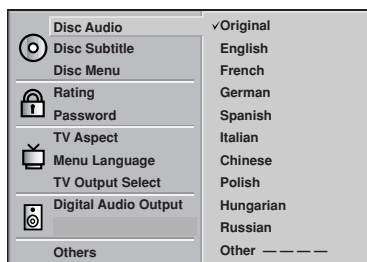 Disc Audio
Disc Subtitle
Disc Menu
Rating
Password
TV Aspect
Menu Language
TV Output Select
Digital Audio Output
Others
✓Original
English
French
German
Spanish
Italian
Chinese
Polish
Hungarian
Russian
Other — — — —